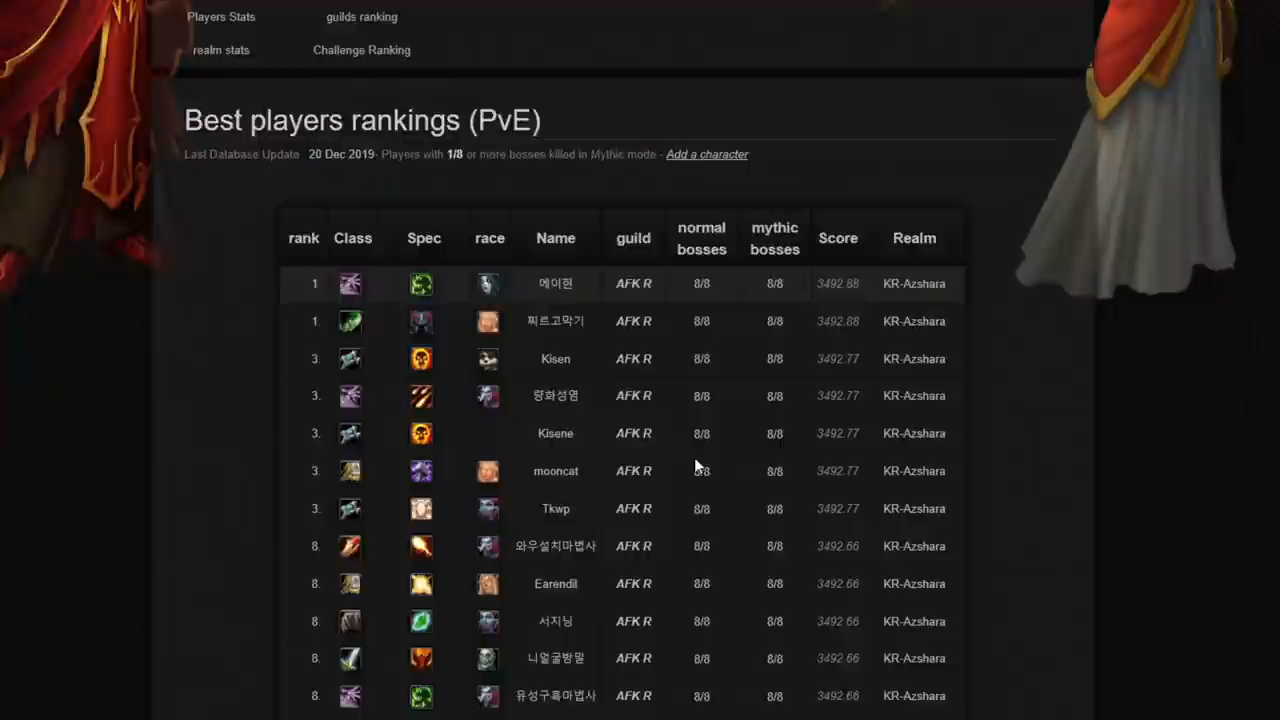 Players Stats guilds ranking
realm stats Challenge Ranking
Best players rankings (PvE)
Last Database Update 20 Dec 2019- Players with 1/8 or more bosses killed in Mythic mode - Add a character
rank Class Spec race Name guild normal bosses mythic bosses Score Realm
1 에이현 AFK R 8/8 8/8 3492.88 KR-Azshara
1. 찌르고막기 AFK R 8/8 8/8 3492.88 KR-Azshara
3. Kisen AFK R 8/8 8/8 3492.77 KR-Azshara
3. 량화성염 AFK R 8/8 8/8 3492.77 KR-Azshara
3. Kisene AFK R 8/8 8/8 3492.77 KR-Azshara
3. mooncat AFK R 8/8 8/8 3492.77 KR-Azshara
3. Tkwp AFK R 8/8 8/8 3492.77 KR-Azshara
8. 와우설치마법사 AFK R 8/8 8/8 3492.66 KR-Azshara
8. Earendil AFK R 8/8 8/8 3492.66 KR-Azshara
8. 서지닝 AFK R 8/8 8/8 3492.66 KR-Azshara
8. 니얼굴방밀 AFK R 8/8 8/8 3492.66 KR-Azshara
8. 유성구흑마법사 AFK R 8/8 8/8 3492.66 KR-Azshara